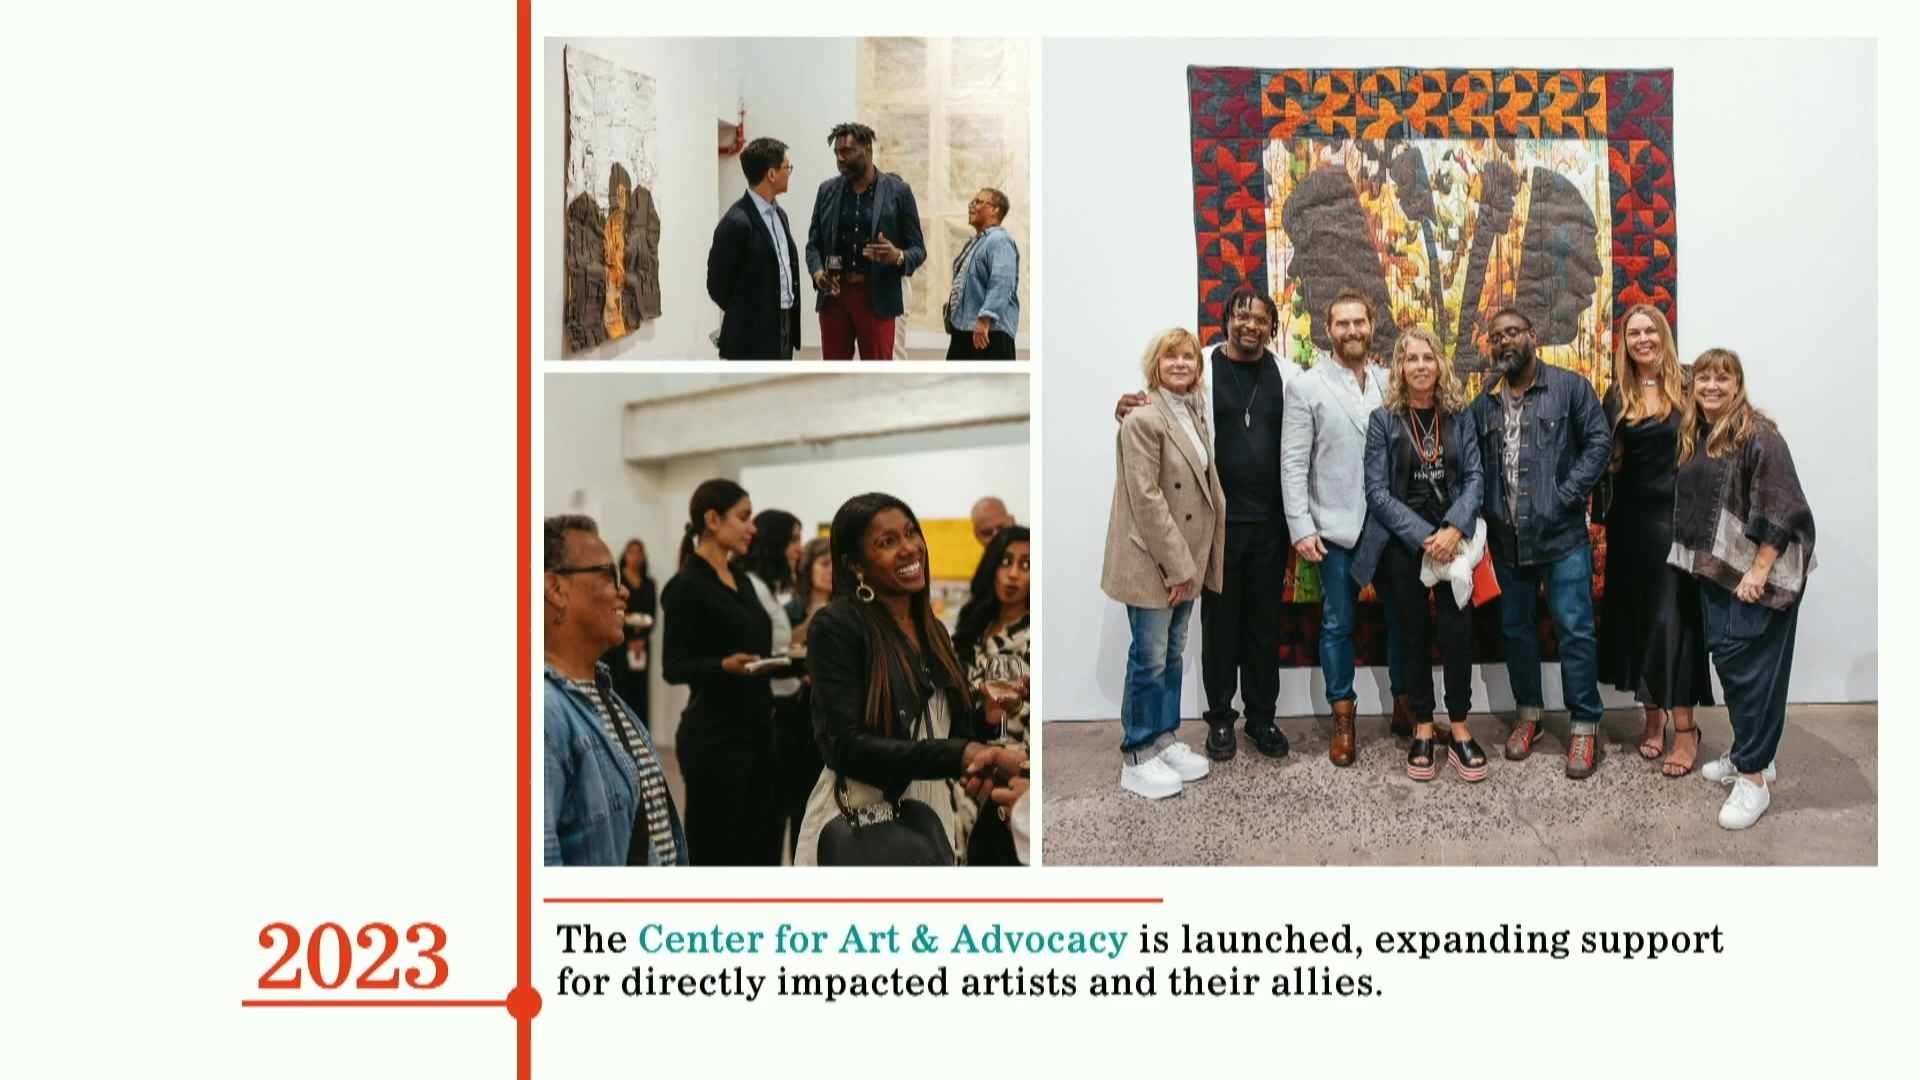 2023
The Center for Art & Advocacy is launched, expanding support
for directly impacted artists and their allies.